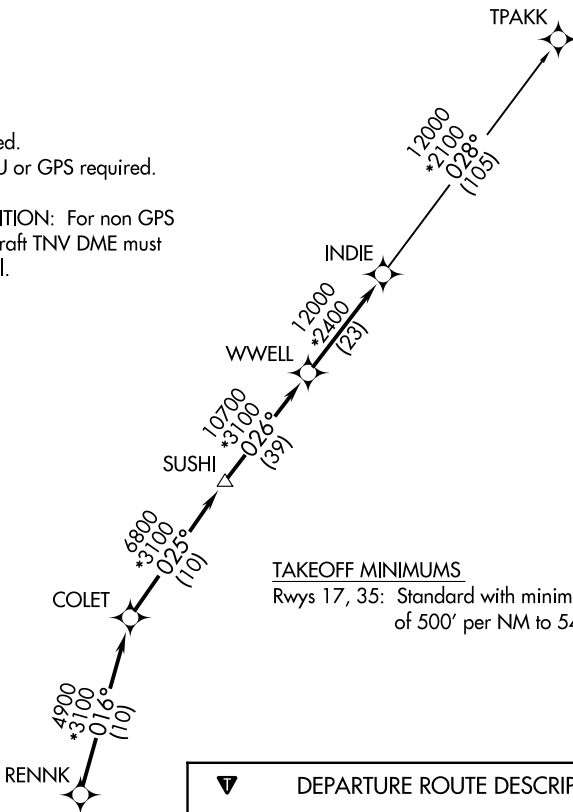 TPAKK
ed.
U or GPS required.
ITION: For non GPS
raft TNV DME must
l.
12000
*2100
028°
(105)
INDIE
12000
*2400
(23)
WWELL
10700
*3100
026°
(39)
SUSHI
6800
*3100
025°
(10)
TAKEOFF MINIMUMS
Rwys 17, 35: Standard with minim
of 500' per NM to 54
COLET
4900
*3100
016°
(10)
RENNK
T DEPARTURE ROUTE DESCRIP